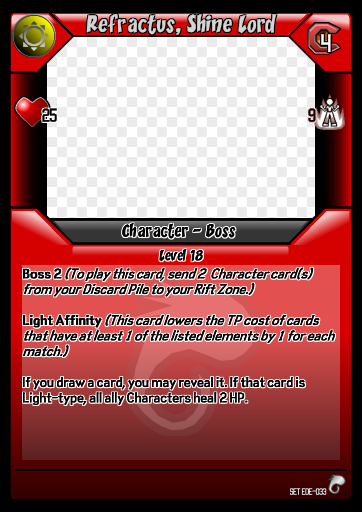 Refractus, Shine Lord
4
25
9
Character - Boss
Level 18
Boss 2 (To play this card, send 2 Character card(s)
from your Discard Pile to your Rift Zone.)
Light Affinity (This card lowers the TP cost of cards
that have at least 1 of the listed elements by 1 for each
match.)
If you draw a card, you may reveal it. If that card is
Light-type, all ally Characters heal 2 HP.
SET EOE-033